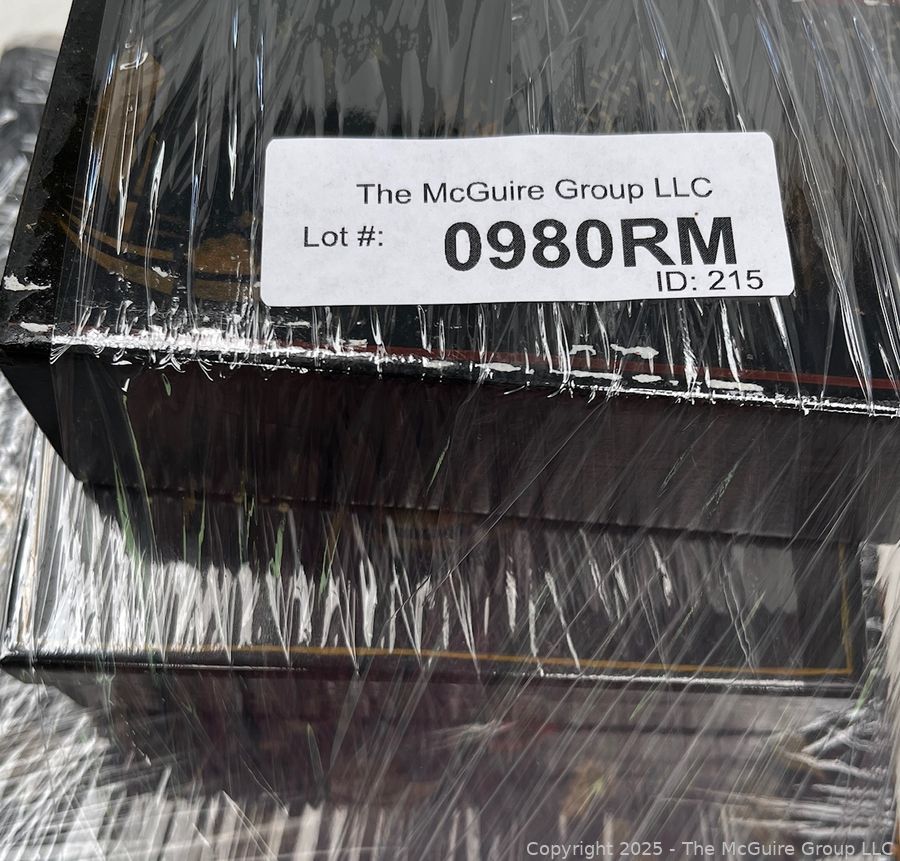 The McGuire Group LLC
Lot #: 0980RM
ID: 215
Copyright 2025 - The McGuire Group LLC